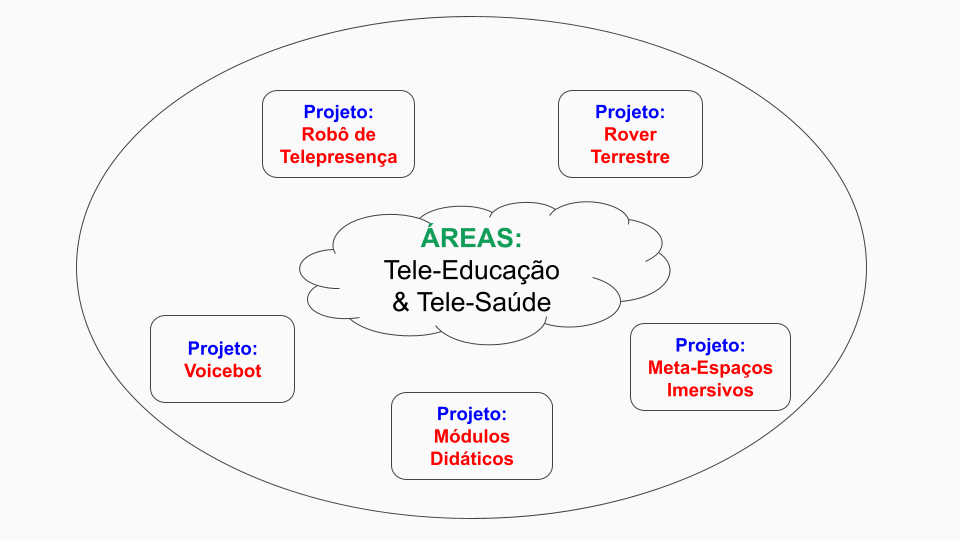 Projeto:
Robô de
Telepresença
Projeto:
Rover
Terrestre
ÁREAS:
Tele-Educação
& Tele-Saúde
Projeto:
Voicebot
Projeto:
Meta-Espaços
Imersivos
Projeto:
Módulos
Didáticos